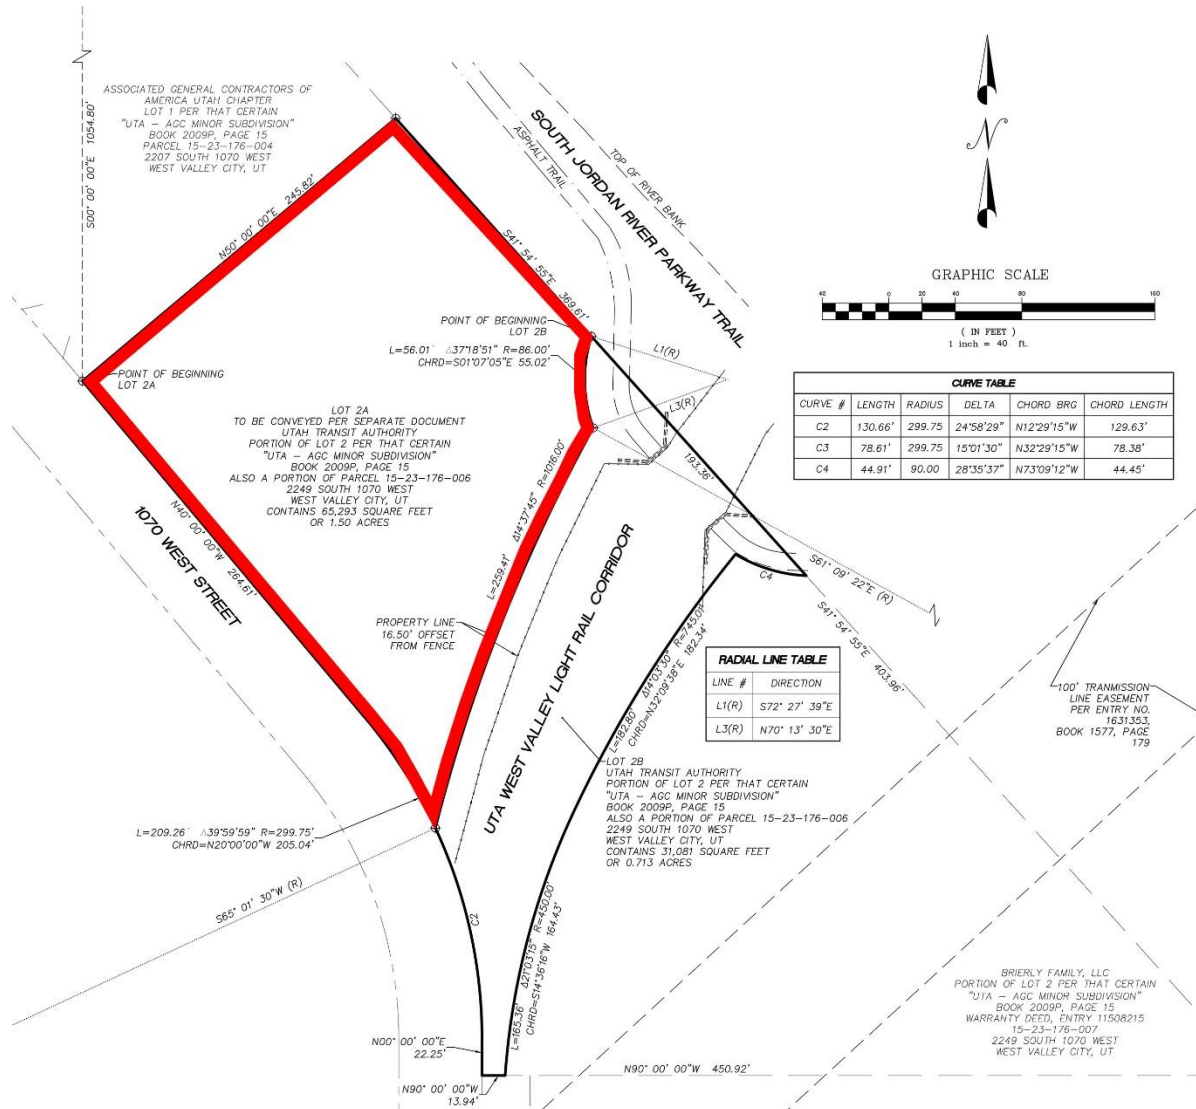 ASSOCIATED GENERAL CONTRACTORS OF
AMERICA UTAH CHAPTER
LOT 1 PER THAT CERTAIN
"UTA – AGC MINOR SUBDIVISION"
BOOK 2009P, PAGE 15
PARCEL 15-23-176-004
2207 SOUTH 1070 WEST
WEST VALLEY CITY, UT
S00° 00' 00"E 1054.80'
N50° 00' 00"E 245.82'
S41° 54' 55"E 369.61'
ASPHALT TRAIL
SOUTH JORDAN RIVER PARKWAY TRAIL
TOP OF RIVER BANK
N
GRAPHIC SCALE
40 0 20 40 80 160
( IN FEET )
1 inch = 40 ft.
POINT OF BEGINNING
LOT 2B
L=56.01' △37°18'51" R=86.00'
CHRD=S01°07'05"E 55.02'
L1(R)
L3(R)
POINT OF BEGINNING
LOT 2A
LOT 2A
TO BE CONVEYED PER SEPARATE DOCUMENT
UTAH TRANSIT AUTHORITY
PORTION OF LOT 2 PER THAT CERTAIN
"UTA – AGC MINOR SUBDIVISION"
BOOK 2009P, PAGE 15
ALSO A PORTION OF PARCEL 15-23-176-006
2249 SOUTH 1070 WEST
WEST VALLEY CITY, UT
CONTAINS 65,293 SQUARE FEET
OR 1.50 ACRES
CURVE TABLE
CURVE # LENGTH RADIUS DELTA CHORD BRG CHORD LENGTH
C2 130.66' 299.75 24°58'29" N12°29'15"W 129.63'
C3 78.61' 299.75 15°01'30" N32°29'15"W 78.38'
C4 44.91' 90.00 28°35'37" N73°09'12"W 44.45'
193.36'
L=259.41' Δ14°37'45" R=1016.00'
N40° 00' 00"W 264.61'
1070 WEST STREET
PROPERTY LINE
16.50' OFFSET
FROM FENCE
UTA WEST VALLEY LIGHT RAIL CORRIDOR
C4
S61° 09' 22"E (R)
S41° 54' 55"E 403.96'
L=182.80' Δ14°03'30" R=745.01'
CHRD=N32°09'38"E 182.34'
RADIAL LINE TABLE
LINE # DIRECTION
L1(R) S72° 27' 39"E
L3(R) N70° 13' 30"E
100' TRANMISSION
LINE EASEMENT
PER ENTRY NO.
1631353,
BOOK 1577, PAGE
179
LOT 2B
UTAH TRANSIT AUTHORITY
PORTION OF LOT 2 PER THAT CERTAIN
"UTA – AGC MINOR SUBDIVISION"
BOOK 2009P, PAGE 15
ALSO A PORTION OF PARCEL 15-23-176-006
2249 SOUTH 1070 WEST
WEST VALLEY CITY, UT
CONTAINS 31,081 SQUARE FEET
OR 0.713 ACRES
L=209.26' △39°59'59" R=299.75'
CHRD=N20°00'00"W 205.04'
S65° 01' 30"W (R)
C2
L=165.36' Δ21°03'15" R=450.00'
CHRD=S14°36'16"W 164.43'
N00° 00' 00"E
22.25'
N90° 00' 00"W
13.94'
N90° 00' 00"W 450.92'
BRIERLY FAMILY, LLC
PORTION OF LOT 2 PER THAT CERTAIN
"UTA – AGC MINOR SUBDIVISION"
BOOK 2009P, PAGE 15
WARRANTY DEED, ENTRY 11508215
15-23-176-007
2249 SOUTH 1070 WEST
WEST VALLEY CITY, UT